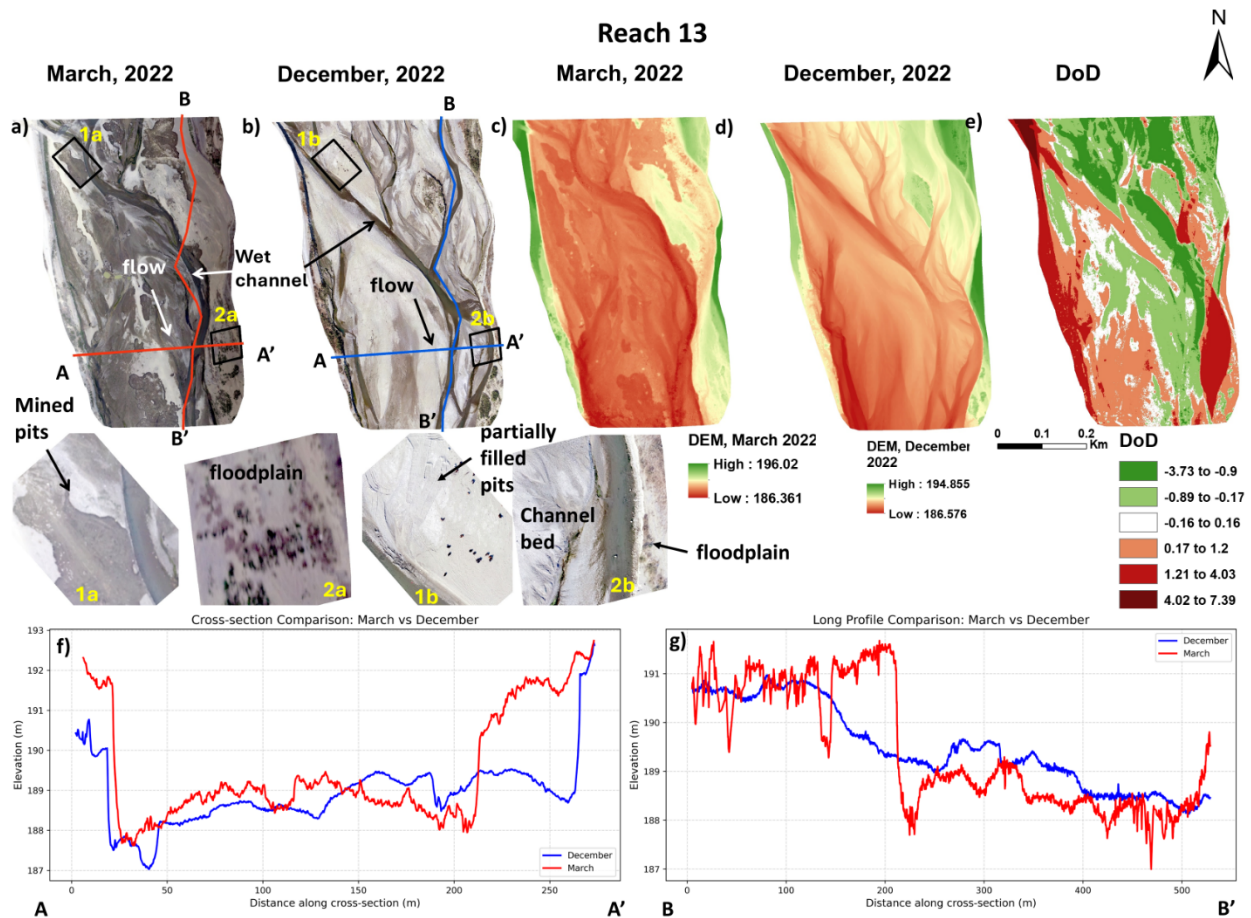 Reach 13
N
March, 2022
December, 2022
March, 2022
December, 2022
DoD
a)
B
b)
B
c)
d)
e)
1a
1b
Wet
channel
flow
flow
2a
2b
A
A'
A
A'
B'
B'
Mined
pits
floodplain
partially
filled pits
Channel
bed
floodplain
1a
2a
1b
2b
DEM, March 2022
High : 196.02
Low : 186.361
DEM, December
2022
High : 194.855
Low : 186.576
0 0.1 0.2
Km
DoD
-3.73 to -0.9
-0.89 to -0.17
-0.16 to 0.16
0.17 to 1.2
1.21 to 4.03
4.02 to 7.39
Cross-section Comparison: March vs December
f)
193
192
191
190
189
188
187
Elevation (m)
December
March
0 50 100 150 200 250
Distance along cross-section (m)
A
A'
Long Profile Comparison: March vs December
g)
191
190
189
188
187
Elevation (m)
December
March
0 100 200 300 400 500
Distance along cross-section (m)
B
B'